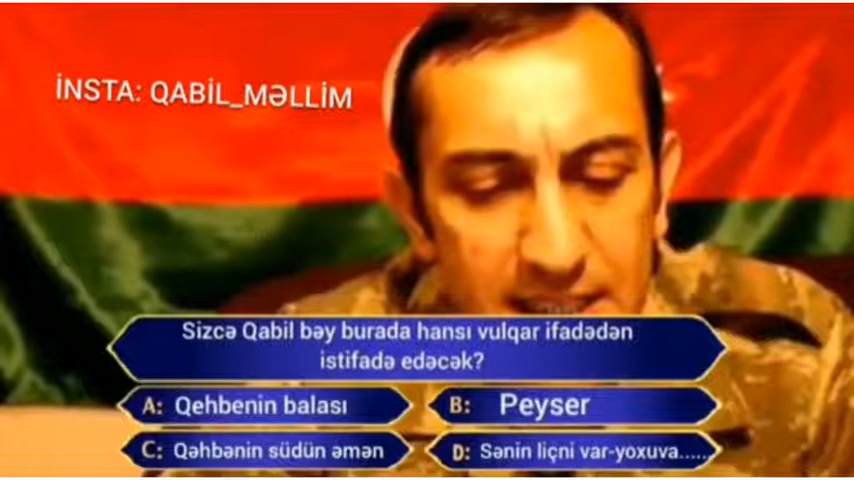 İNSTA: QABİL_MƏLLİM
Sizcə Qabil bəy burada hansı vulqar ifadədən
istifadə edəcək?
A: Qehbenin balası
B: Peyser
C: Qəhbənin südün əmən
D: Sənin liçni var-yoxuva......